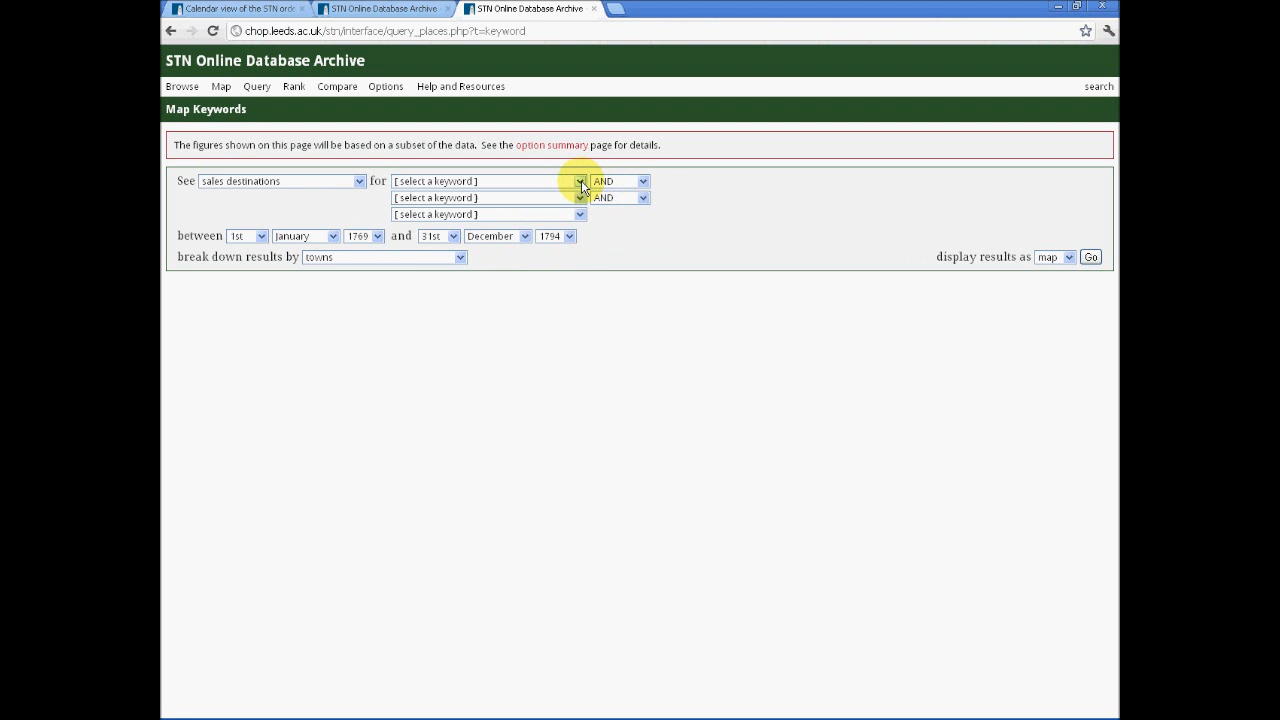 Calendar view of the STN orde × STN Online Database Archive × STN Online Database Archive ×
chop.leeds.ac.uk/stn/interface/query_places.php?t=keyword
STN Online Database Archive
Browse Map Query Rank Compare Options Help and Resources search
Map Keywords
The figures shown on this page will be based on a subset of the data. See the option summary page for details.
See sales destinations for [ select a keyword ] AND
[ select a keyword ] AND
[ select a keyword ]
between 1st January 1769 and 31st December 1794
break down results by towns display results as map Go